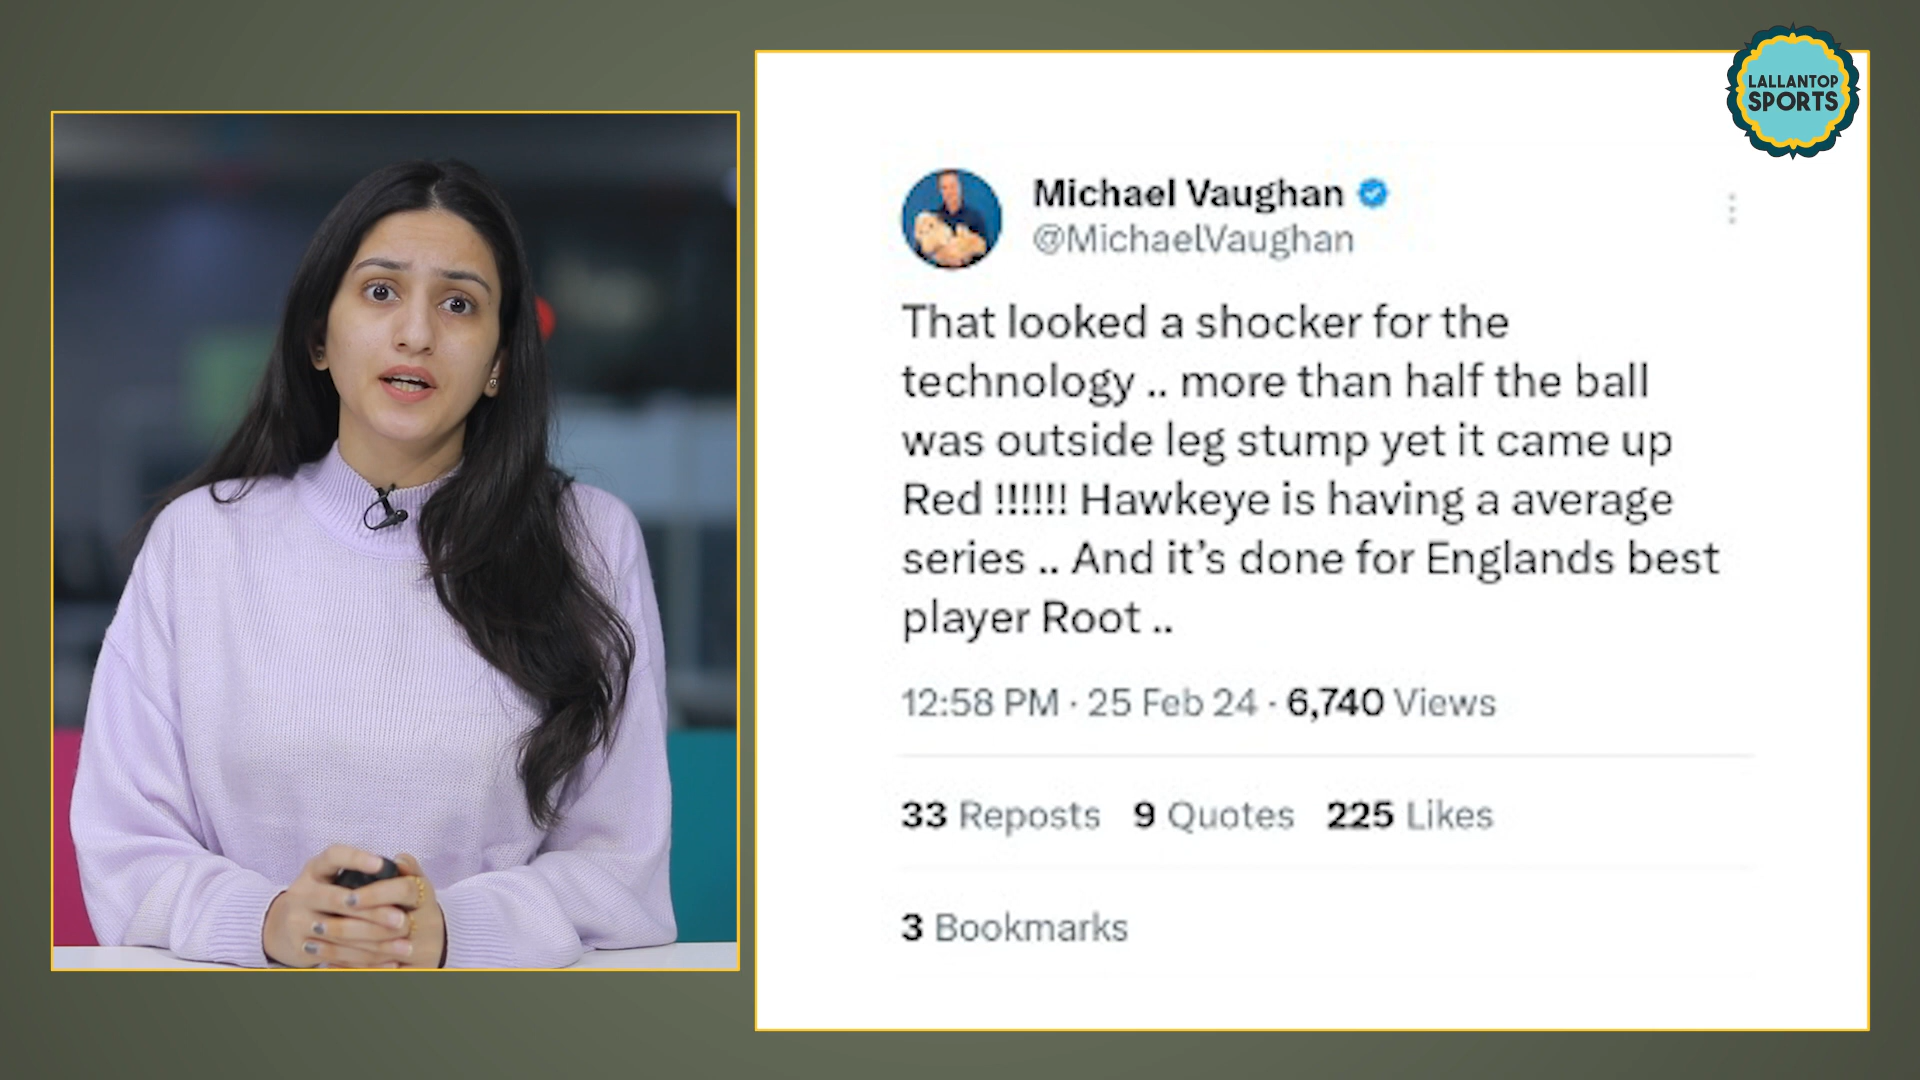 LALLANTOP
SPORTS
Michael Vaughan
@MichaelVaughan
That looked a shocker for the
technology .. more than half the ball
was outside leg stump yet it came up
Red !!!!!! Hawkeye is having a average
series .. And it’s done for Englands best
player Root ..
12:58 PM · 25 Feb 24 · 6,740 Views
33 Reposts 9 Quotes 225 Likes
3 Bookmarks